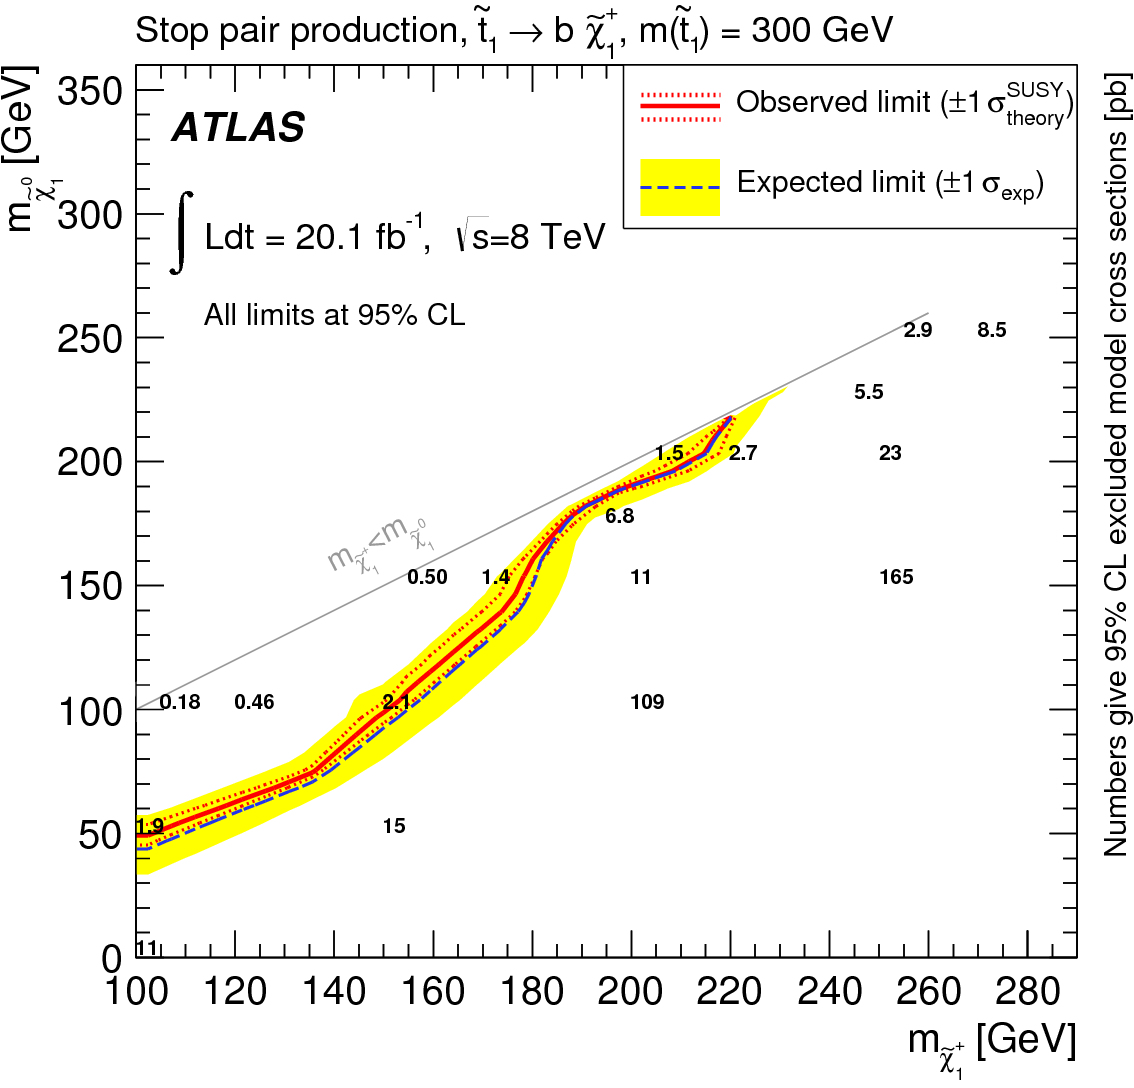 Stop pair production, t̃₁ → b χ̃₁⁺, m(t̃₁) = 300 GeV
m_χ̃₁⁰ [GeV]
350
300
250
200
150
100
50
0
ATLAS
∫ Ldt = 20.1 fb⁻¹, √s=8 TeV
All limits at 95% CL
Observed limit (±1 σ^SUSY_theory)
Expected limit (±1 σ_exp)
m_χ̃₁⁺<m_χ̃₁⁰
2.9 8.5
5.5
1.5 2.7 23
6.8
0.50 1.4 11 165
0.18 0.46 2.1 109
1.9 15
11
100 120 140 160 180 200 220 240 260 280
m_χ̃₁⁺ [GeV]
Numbers give 95% CL excluded model cross sections [pb]